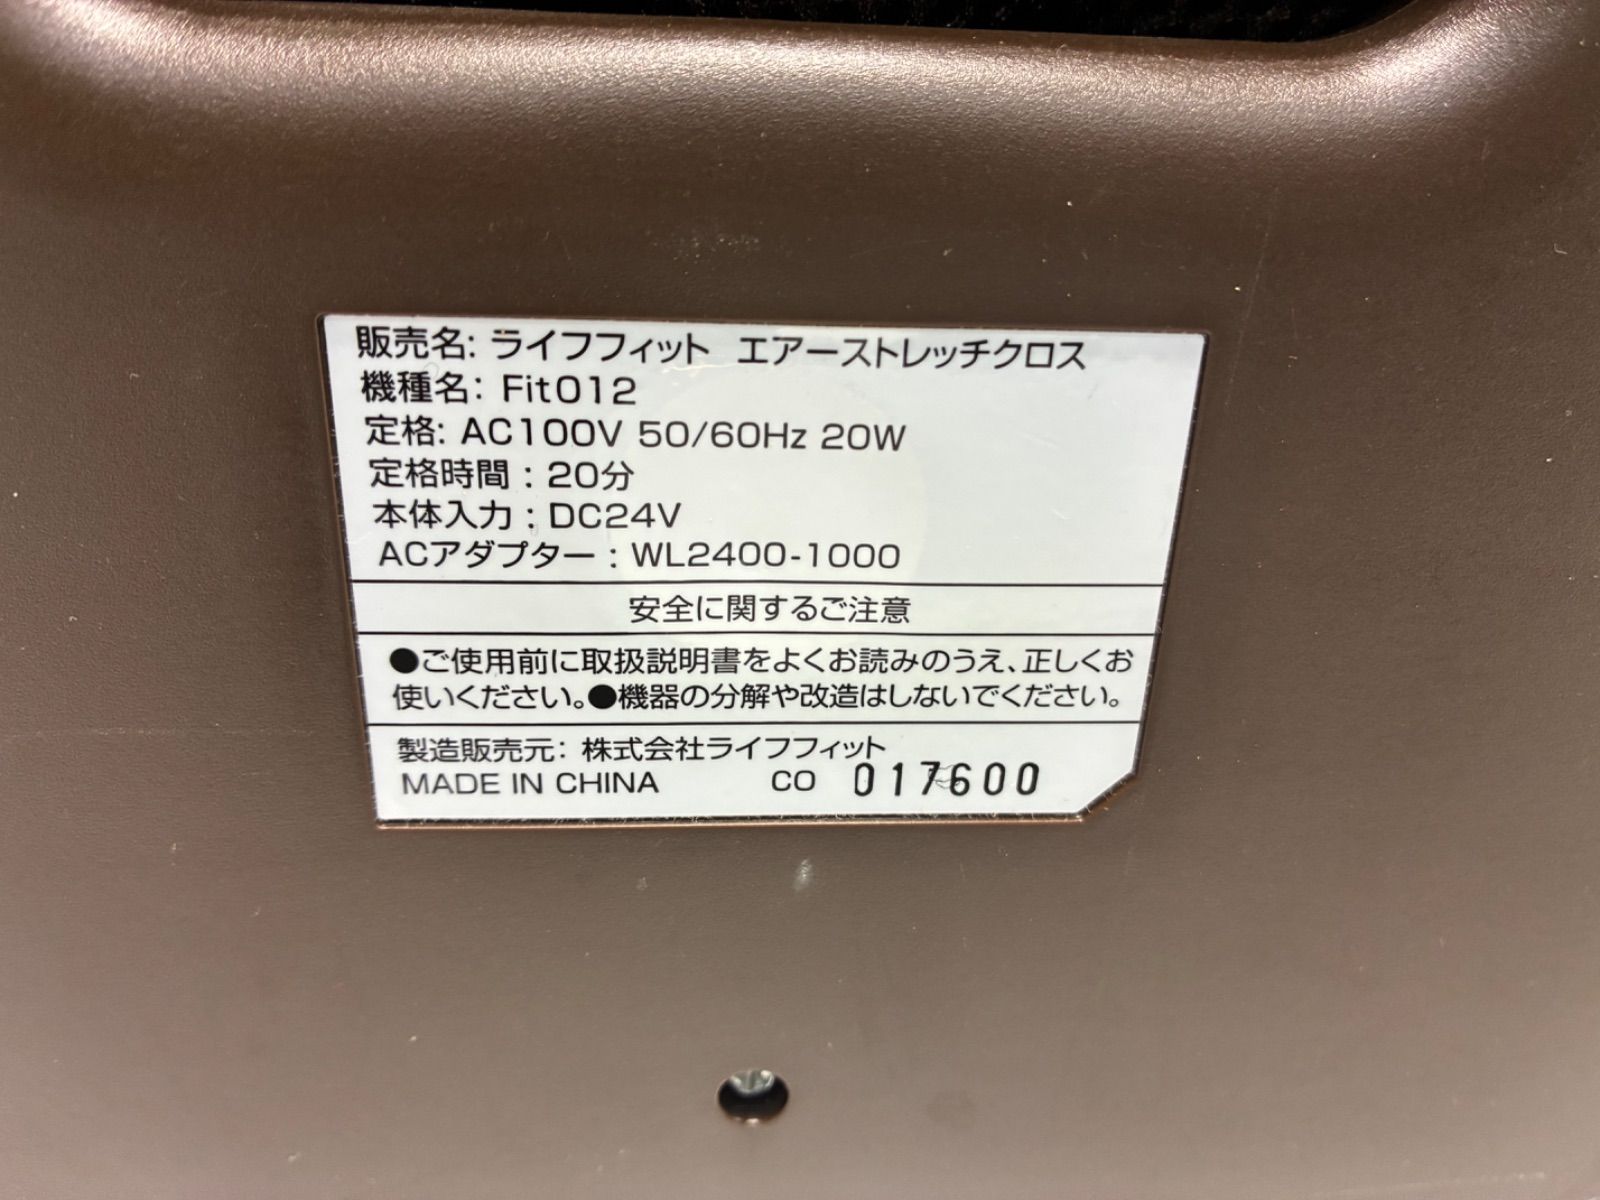 販売名: ライフフィット エアーストレッチクロス
機種名: Fit012
定格: AC100V 50/60Hz 20W
定格時間 : 20分
本体入力 : DC24V
ACアダプター : WL2400-1000
安全に関するご注意
●ご使用前に取扱説明書をよくお読みのうえ、正しくお
使いください。●機器の分解や改造はしないでください。
製造販売元: 株式会社ライフフィット
MADE IN CHINA CO 017600